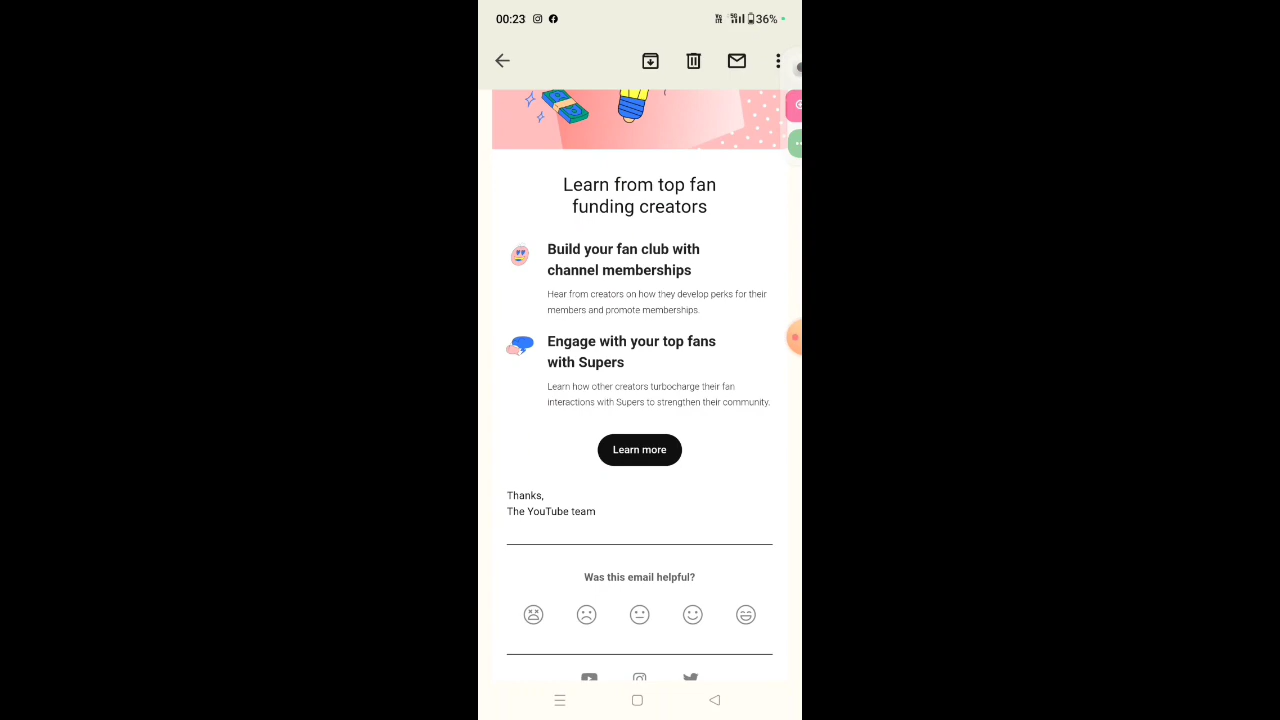 00:23
36%
Learn from top fan
funding creators
Build your fan club with
channel memberships
Hear from creators on how they develop perks for their
members and promote memberships.
Engage with your top fans
with Supers
Learn how other creators turbocharge their fan
interactions with Supers to strengthen their community.
Learn more
Thanks,
The YouTube team
Was this email helpful?